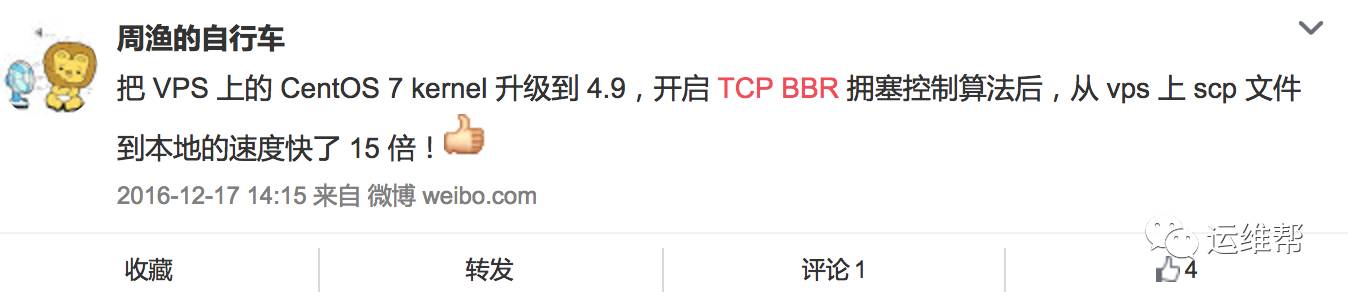 周渔的自行车
把 VPS 上的 CentOS 7 kernel 升级到 4.9，开启 TCP BBR 拥塞控制算法后，从 vps 上 scp 文件
到本地的速度快了 15 倍！
2016-12-17 14:15 来自 微博 weibo.com
运维帮
收藏 转发 评论 1 4